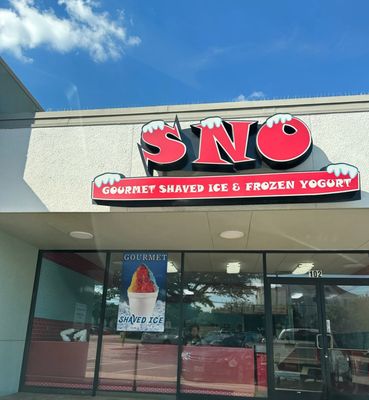 SNO
GOURMET SHAVED ICE & FROZEN YOGURT
102
GOURMET
SHAVED ICE